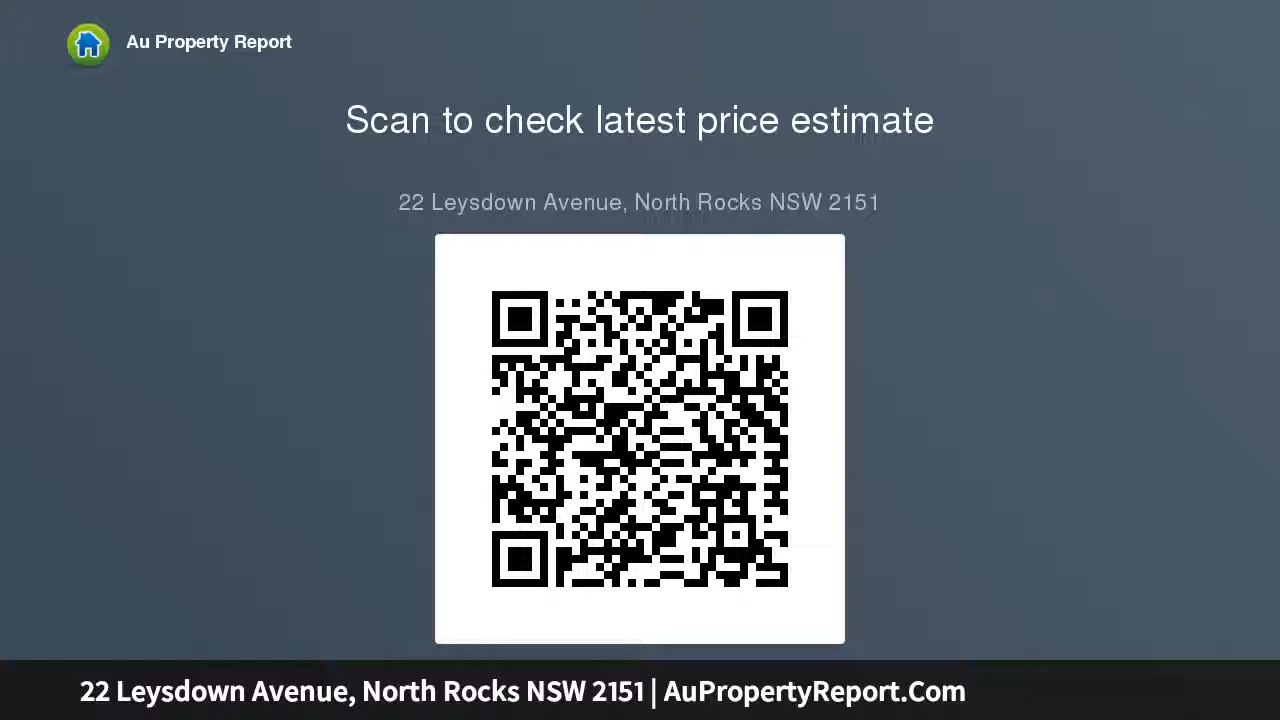 Au Property Report
Scan to check latest price estimate
22 Leysdown Avenue, North Rocks NSW 2151
22 Leysdown Avenue, North Rocks NSW 2151 | AuPropertyReport.Com